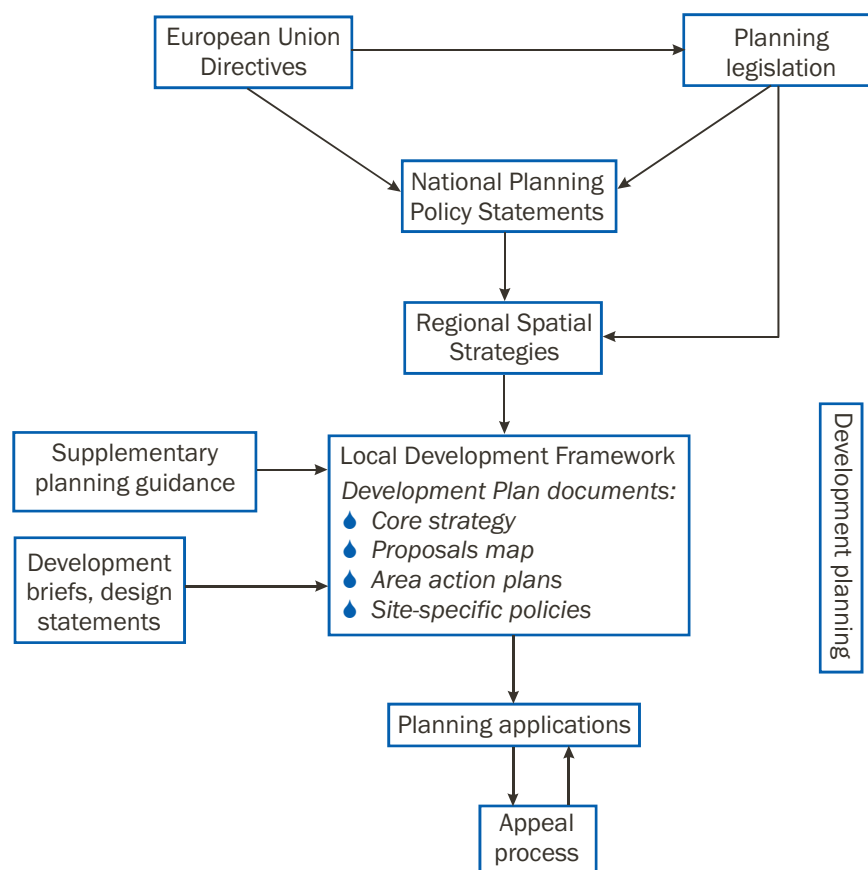 European Union
Directives
Planning
legislation
National Planning
Policy Statements
Regional Spatial
Strategies
Supplementary
planning guidance
Development
briefs, design
statements
Local Development Framework
Development Plan documents:
Core strategy
Proposals map
Area action plans
Site-specific policies
Development planning
Planning applications
Appeal
process